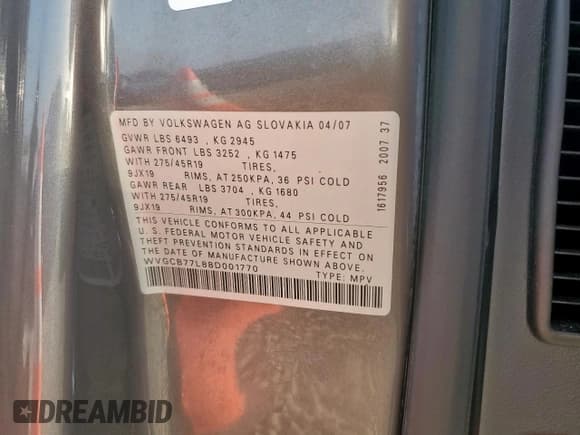 MFD BY VOLKSWAGEN AG SLOVAKIA 04/07
GVWR LBS 6493 , KG 2945
GAWR FRONT LBS 3252 , KG 1475
WITH 275/45R19 TIRES,
9JX19 RIMS, AT 250KPA, 36 PSI COLD
GAWR REAR LBS 3704 , KG 1680
WITH 275/45R19 TIRES,
9JX19 RIMS, AT 300KPA, 44 PSI COLD
THIS VEHICLE CONFORMS TO ALL APPLICABLE
U. S. FEDERAL MOTOR VEHICLE SAFETY AND
THEFT PREVENTION STANDARDS IN EFFECT ON
THE DATE OF MANUFACTURE SHOWN ABOVE.
WVGCB77L88D001770 TYPE: MPV
1617956 2007 37
DREAMBID